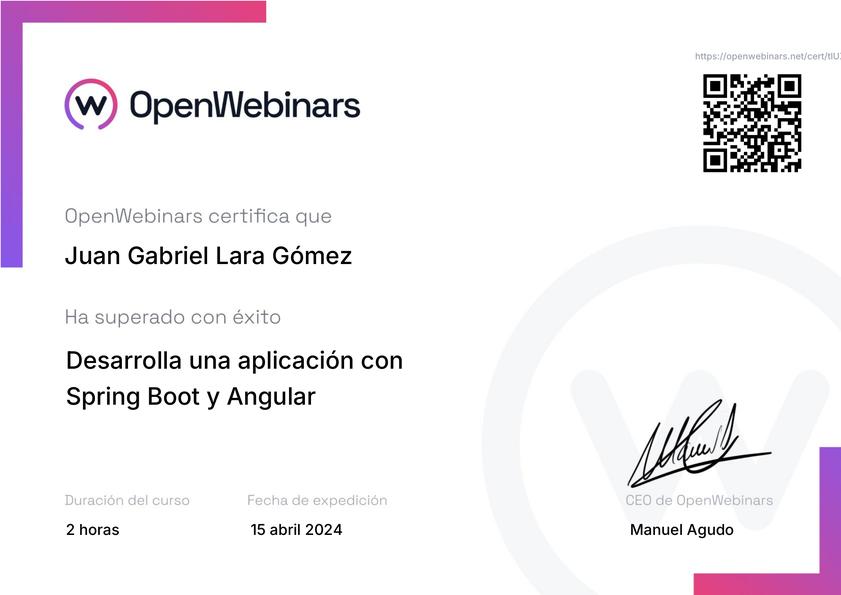 https://openwebinars.net/cert/tIU
OpenWebinars
OpenWebinars certifica que
Juan Gabriel Lara Gómez
Ha superado con éxito
Desarrolla una aplicación con
Spring Boot y Angular
Duración del curso
Fecha de expedición
CEO de OpenWebinars
2 horas
15 abril 2024
Manuel Agudo